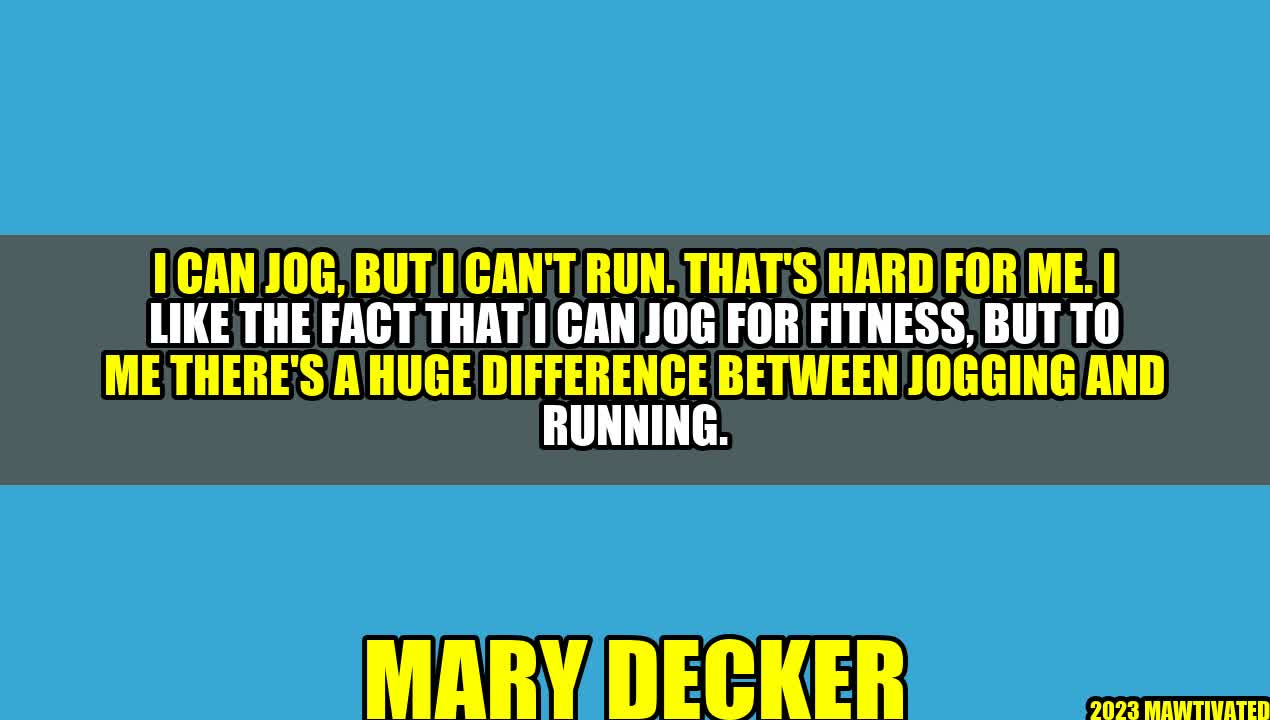 I CAN JOG, BUT I CAN'T RUN. THAT'S HARD FOR ME. I
LIKE THE FACT THAT I CAN JOG FOR FITNESS, BUT TO
ME THERE'S A HUGE DIFFERENCE BETWEEN JOGGING AND
RUNNING.
MARY DECKER
2023 MAWTIVATED